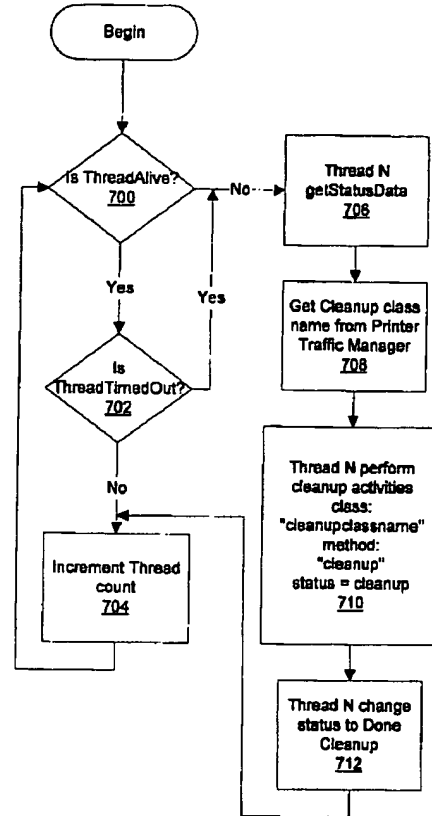 Begin
Is ThreadAlive?
700
No
Yes
Yes
Is
ThreadTimedOut?
702
No
Increment Thread
count
704
Thread N
getStatusData
706
Get Cleanup class
name from Printer
Traffic Manager
708
Thread N perform
cleanup activities
class:
"cleanupclassname"
method:
"cleanup"
status = cleanup
710
Thread N change
status to Done
Cleanup
712